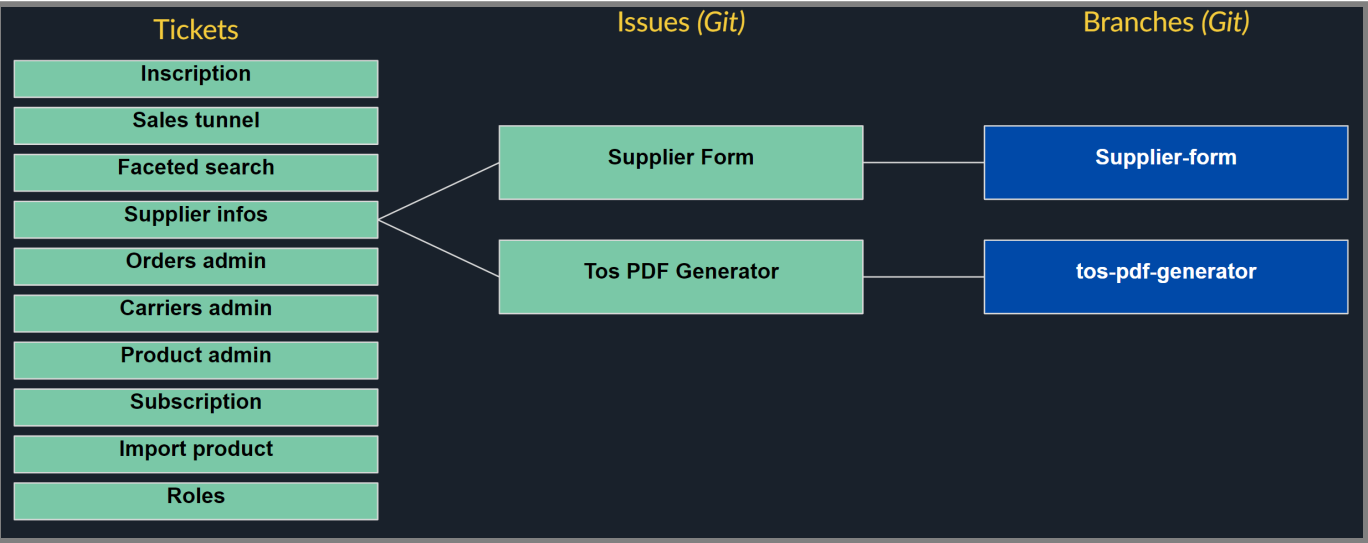 Tickets
Issues (Git)
Branches (Git)
Inscription
Sales tunnel
Faceted search
Supplier infos
Orders admin
Carriers admin
Product admin
Subscription
Import product
Roles
Supplier Form
Tos PDF Generator
Supplier-form
tos-pdf-generator